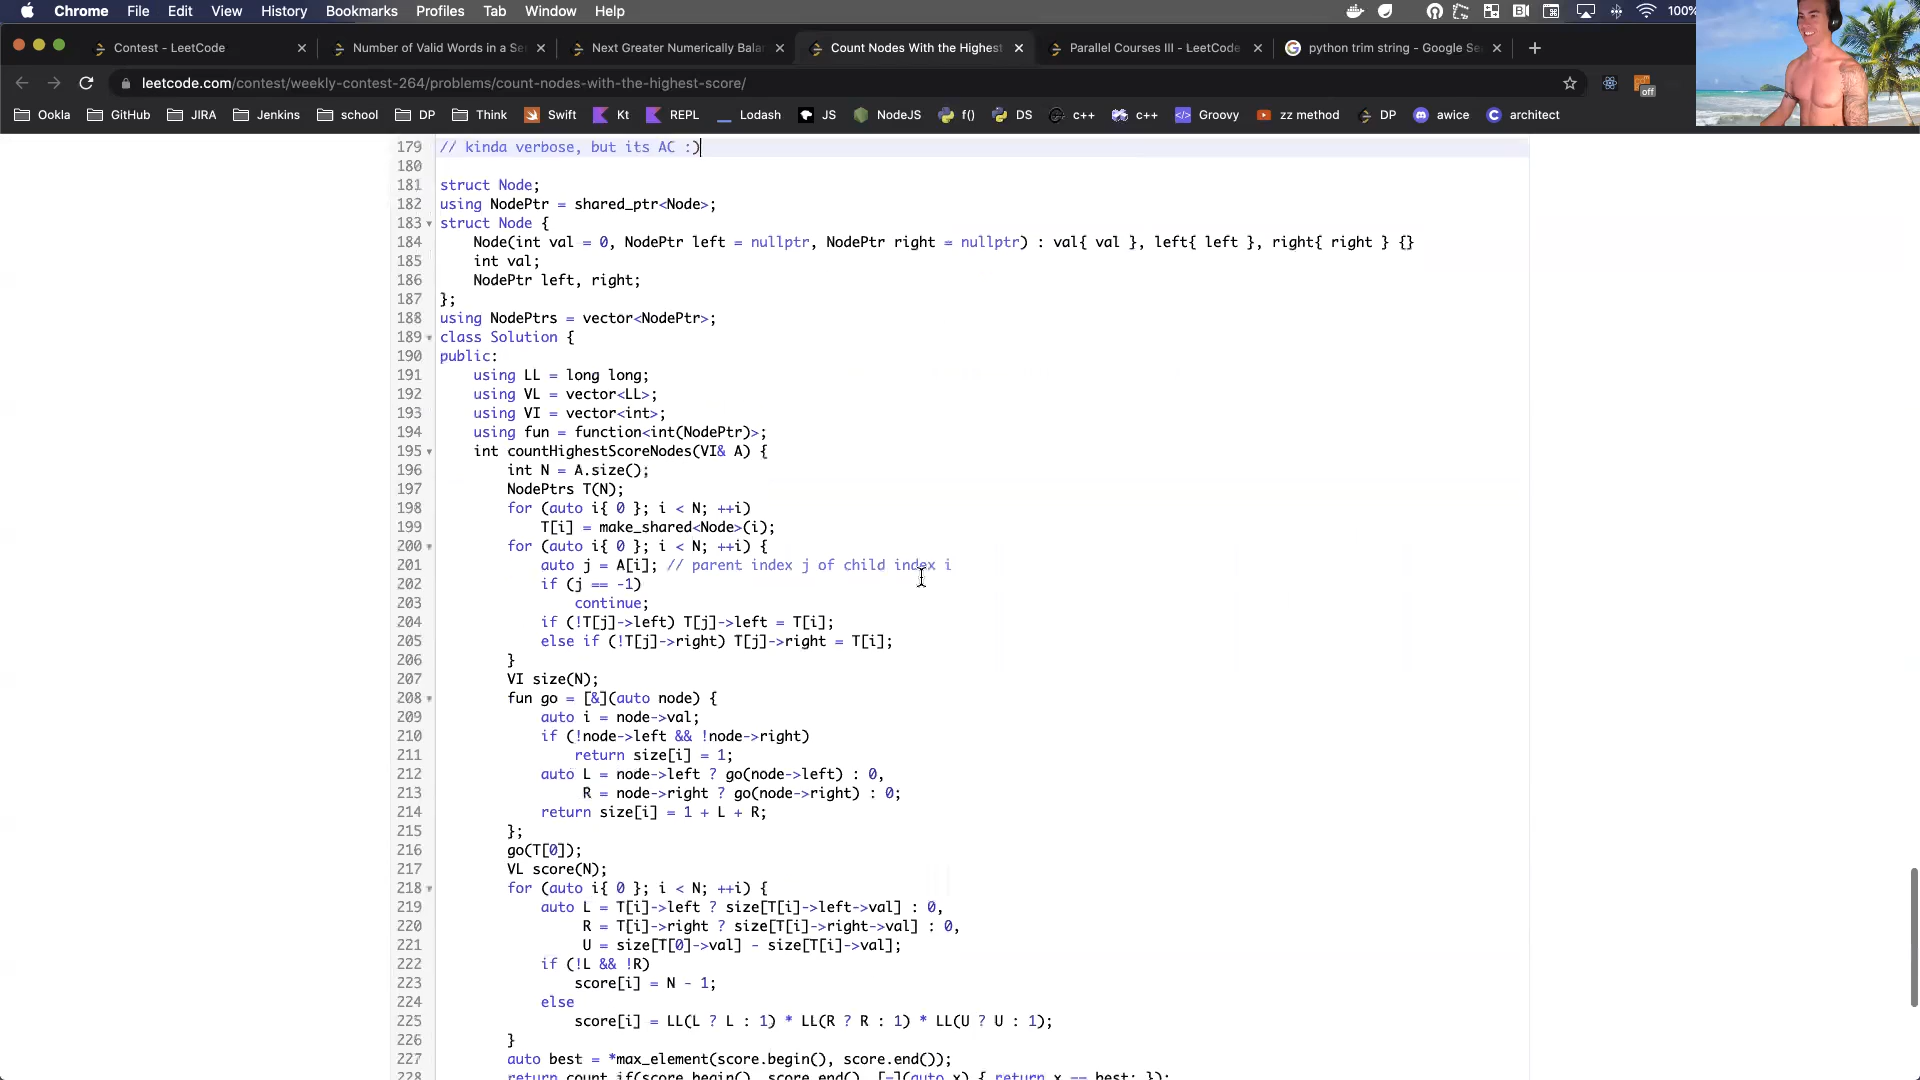 Chrome File Edit View History Bookmarks Profiles Tab Window Help 100%
Contest - LeetCode Number of Valid Words in a Se Next Greater Numerically Bala Count Nodes With the Highest Parallel Courses III - LeetCode python trim string - Google Se
leetcode.com/contest/weekly-contest-264/problems/count-nodes-with-the-highest-score/ off
Ookla GitHub JIRA Jenkins school DP Think Swift Kt REPL Lodash JS NodeJS f() DS c++ c++ Groovy zz method DP awice architect
179 // kinda verbose, but its AC :)
180
181 struct Node;
182 using NodePtr = shared_ptr<Node>;
183 struct Node {
184 Node(int val = 0, NodePtr left = nullptr, NodePtr right = nullptr) : val{ val }, left{ left }, right{ right } {}
185 int val;
186 NodePtr left, right;
187 };
188 using NodePtrs = vector<NodePtr>;
189 class Solution {
190 public:
191 using LL = long long;
192 using VL = vector<LL>;
193 using VI = vector<int>;
194 using fun = function<int(NodePtr)>;
195 int countHighestScoreNodes(VI& A) {
196 int N = A.size();
197 NodePtrs T(N);
198 for (auto i{ 0 }; i < N; ++i)
199 T[i] = make_shared<Node>(i);
200 for (auto i{ 0 }; i < N; ++i) {
201 auto j = A[i]; // parent index j of child index i
202 if (j == -1)
203 continue;
204 if (!T[j]->left) T[j]->left = T[i];
205 else if (!T[j]->right) T[j]->right = T[i];
206 }
207 VI size(N);
208 fun go = [&](auto node) {
209 auto i = node->val;
210 if (!node->left && !node->right)
211 return size[i] = 1;
212 auto L = node->left ? go(node->left) : 0,
213 R = node->right ? go(node->right) : 0;
214 return size[i] = 1 + L + R;
215 };
216 go(T[0]);
217 VL score(N);
218 for (auto i{ 0 }; i < N; ++i) {
219 auto L = T[i]->left ? size[T[i]->left->val] : 0,
220 R = T[i]->right ? size[T[i]->right->val] : 0,
221 U = size[T[0]->val] - size[T[i]->val];
222 if (!L && !R)
223 score[i] = N - 1;
224 else
225 score[i] = LL(L ? L : 1) * LL(R ? R : 1) * LL(U ? U : 1);
226 }
227 auto best = *max_element(score.begin(), score.end());
228 return count_if(score.begin(), score.end(), [=](auto x) { return x == best; });